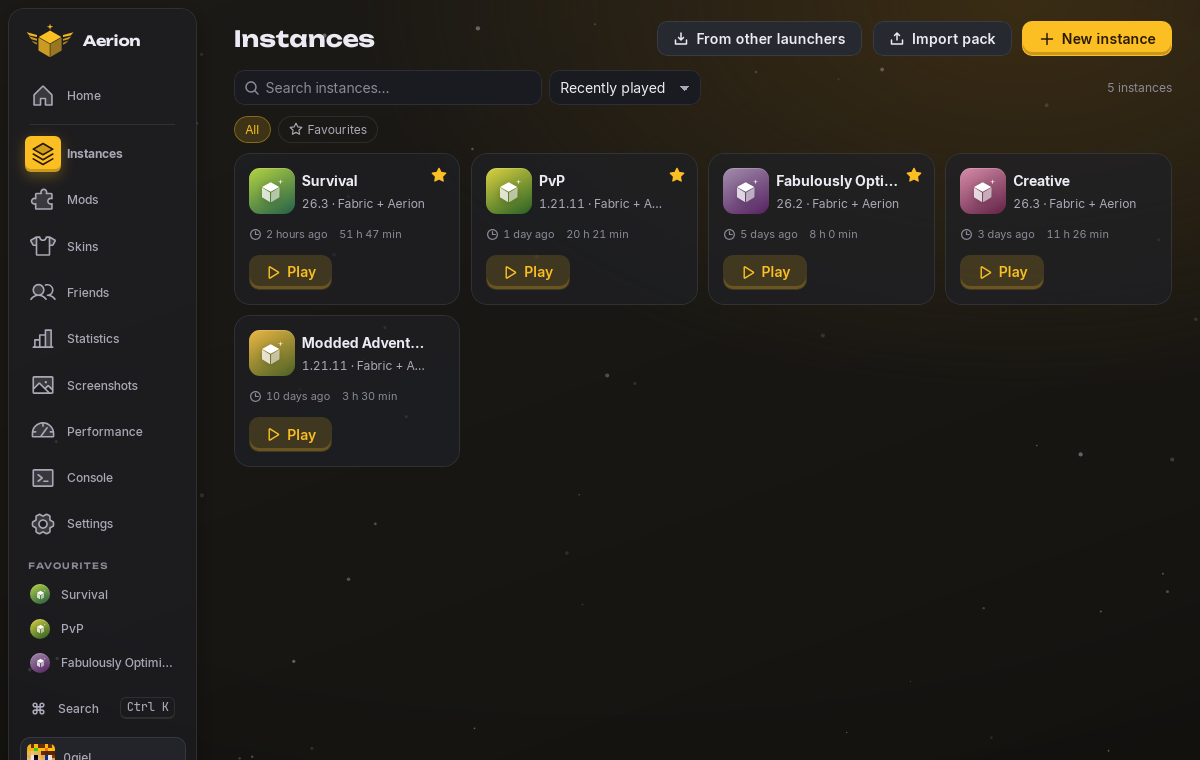 Aerion
Home
Instances
Mods
Skins
Friends
Statistics
Screenshots
Performance
Console
Settings
FAVOURITES
Survival
PvP
Fabulously Optimi...
Search Ctrl K
0giel
Instances
From other launchers
Import pack
New instance
Search instances...
Recently played
5 instances
All
Favourites
Survival
26.3 · Fabric + Aerion
2 hours ago 51 h 47 min
Play
PvP
1.21.11 · Fabric + A...
1 day ago 20 h 21 min
Play
Fabulously Opti...
26.2 · Fabric + Aerion
5 days ago 8 h 0 min
Play
Creative
26.3 · Fabric + Aerion
3 days ago 11 h 26 min
Play
Modded Advent...
1.21.11 · Fabric + A...
10 days ago 3 h 30 min
Play